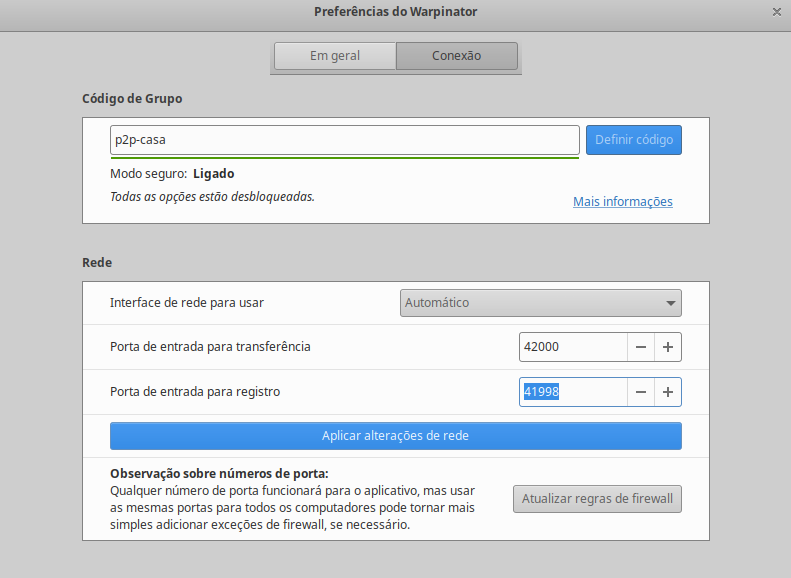 Preferências do Warpinator
Em geral
Conexão
Código de Grupo
p2p-casa
Definir código
Modo seguro: Ligado
Todas as opções estão desbloqueadas.
Mais informações
Rede
Interface de rede para usar
Automático
Porta de entrada para transferência
42000
Porta de entrada para registro
41998
Aplicar alterações de rede
Observação sobre números de porta:
Qualquer número de porta funcionará para o aplicativo, mas usar
as mesmas portas para todos os computadores pode tornar mais
simples adicionar exceções de firewall, se necessário.
Atualizar regras de firewall